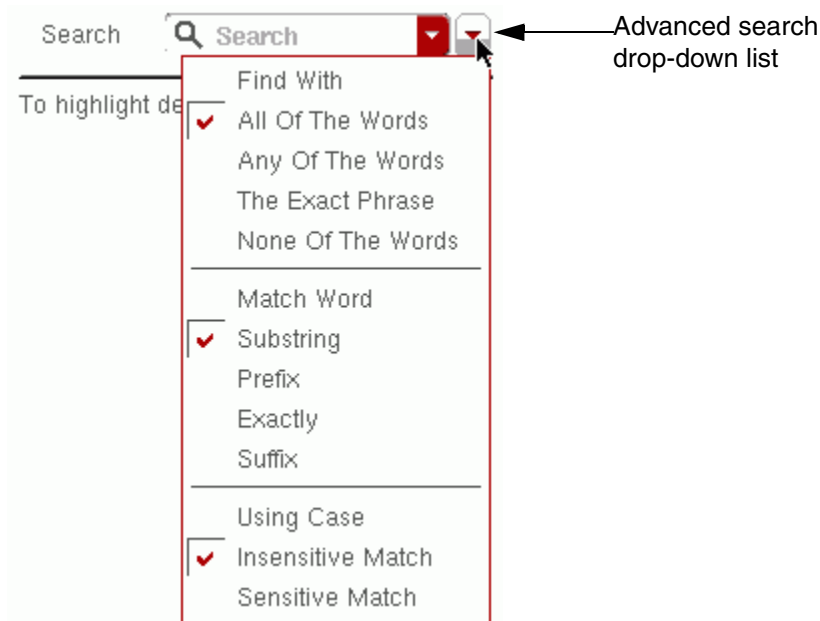 Search Search
Advanced search
drop-down list
Find With
To highlight de
All Of The Words
Any Of The Words
The Exact Phrase
None Of The Words
Match Word
Substring
Prefix
Exactly
Suffix
Using Case
Insensitive Match
Sensitive Match